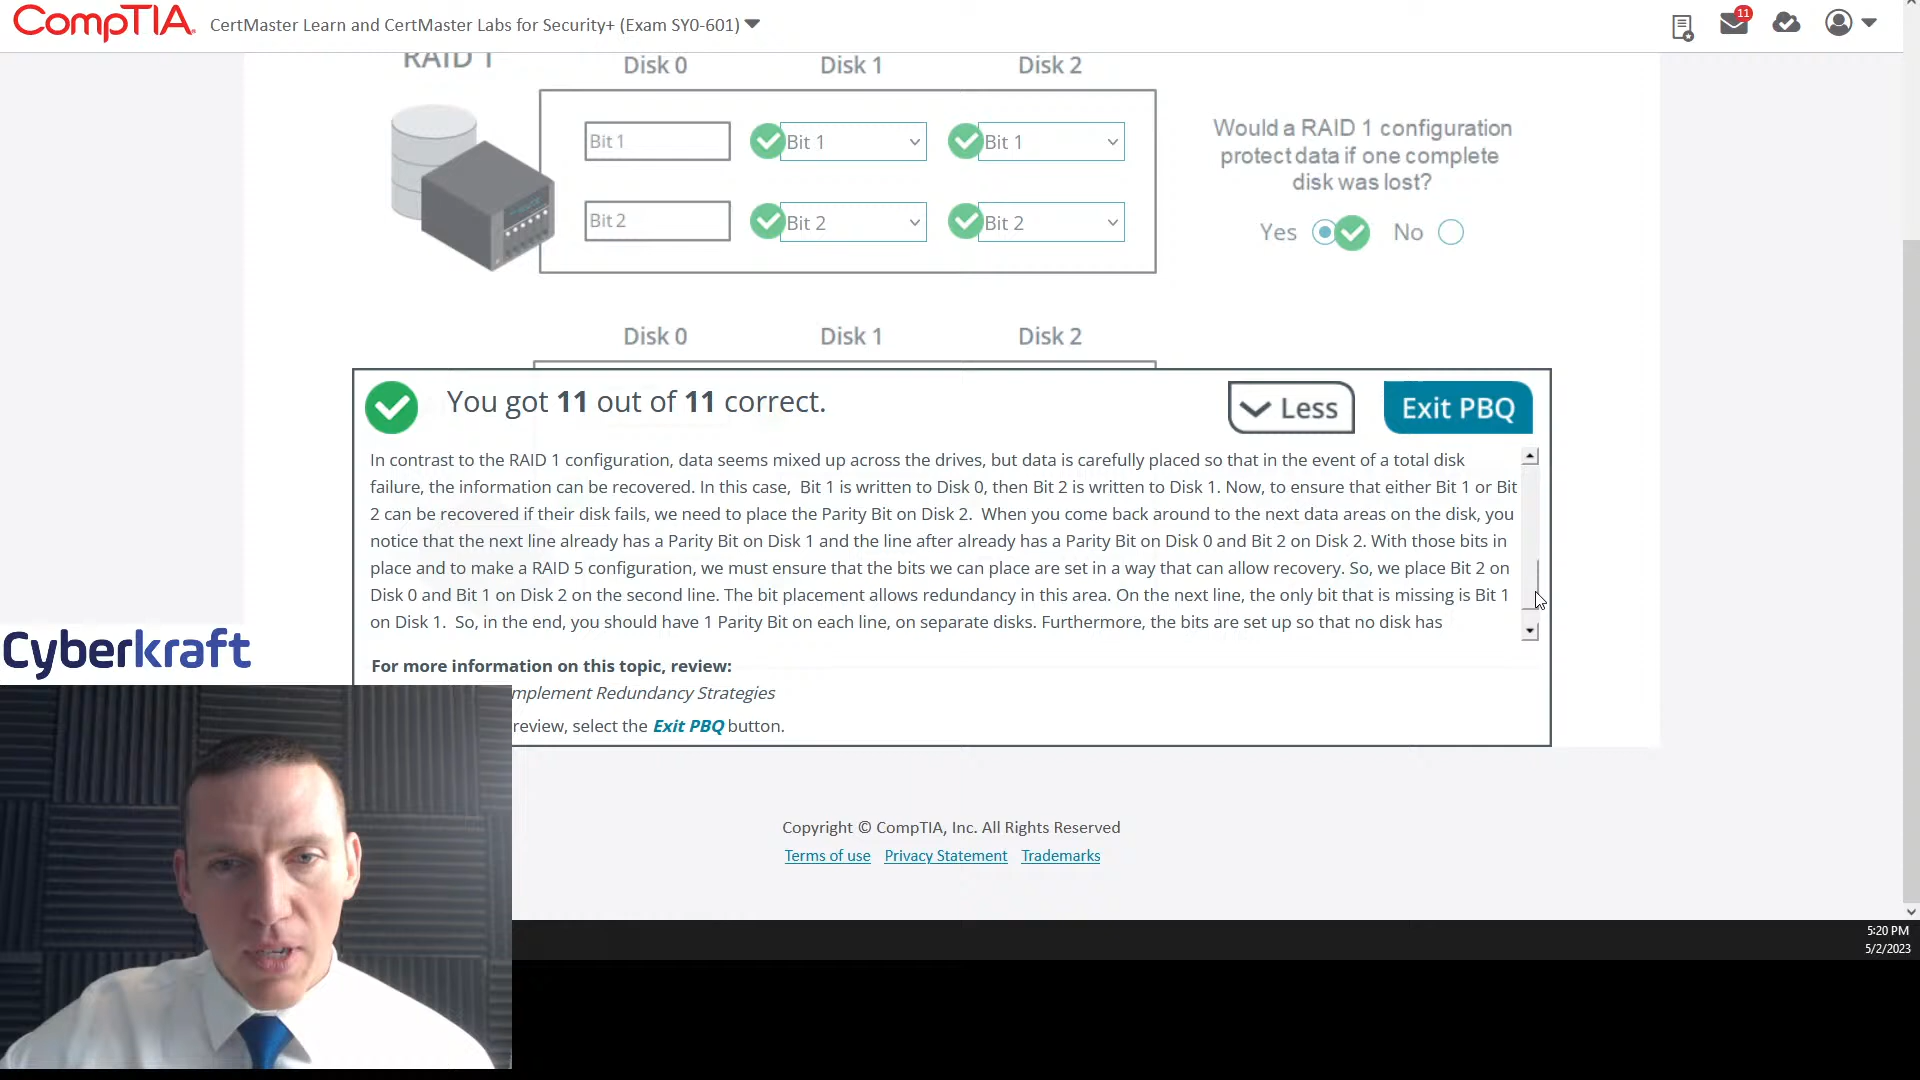 CompTIA. CertMaster Learn and CertMaster Labs for Security+ (Exam SY0-601)
11
RAID 1 Disk 0 Disk 1 Disk 2
Bit 1 Bit 1 Bit 1
Bit 2 Bit 2 Bit 2
Would a RAID 1 configuration
protect data if one complete
disk was lost?
Yes No
Disk 0 Disk 1 Disk 2
You got 11 out of 11 correct.
Less
Exit PBQ
In contrast to the RAID 1 configuration, data seems mixed up across the drives, but data is carefully placed so that in the event of a total disk
failure, the information can be recovered. In this case, Bit 1 is written to Disk 0, then Bit 2 is written to Disk 1. Now, to ensure that either Bit 1 or Bit
2 can be recovered if their disk fails, we need to place the Parity Bit on Disk 2. When you come back around to the next data areas on the disk, you
notice that the next line already has a Parity Bit on Disk 1 and the line after already has a Parity Bit on Disk 0 and Bit 2 on Disk 2. With those bits in
place and to make a RAID 5 configuration, we must ensure that the bits we can place are set in a way that can allow recovery. So, we place Bit 2 on
Disk 0 and Bit 1 on Disk 2 on the second line. The bit placement allows redundancy in this area. On the next line, the only bit that is missing is Bit 1
on Disk 1. So, in the end, you should have 1 Parity Bit on each line, on separate disks. Furthermore, the bits are set up so that no disk has
For more information on this topic, review:
mplement Redundancy Strategies
review, select the Exit PBQ button.
Cyberkraft
Copyright © CompTIA, Inc. All Rights Reserved
Terms of use Privacy Statement Trademarks
5:20 PM
5/2/2023